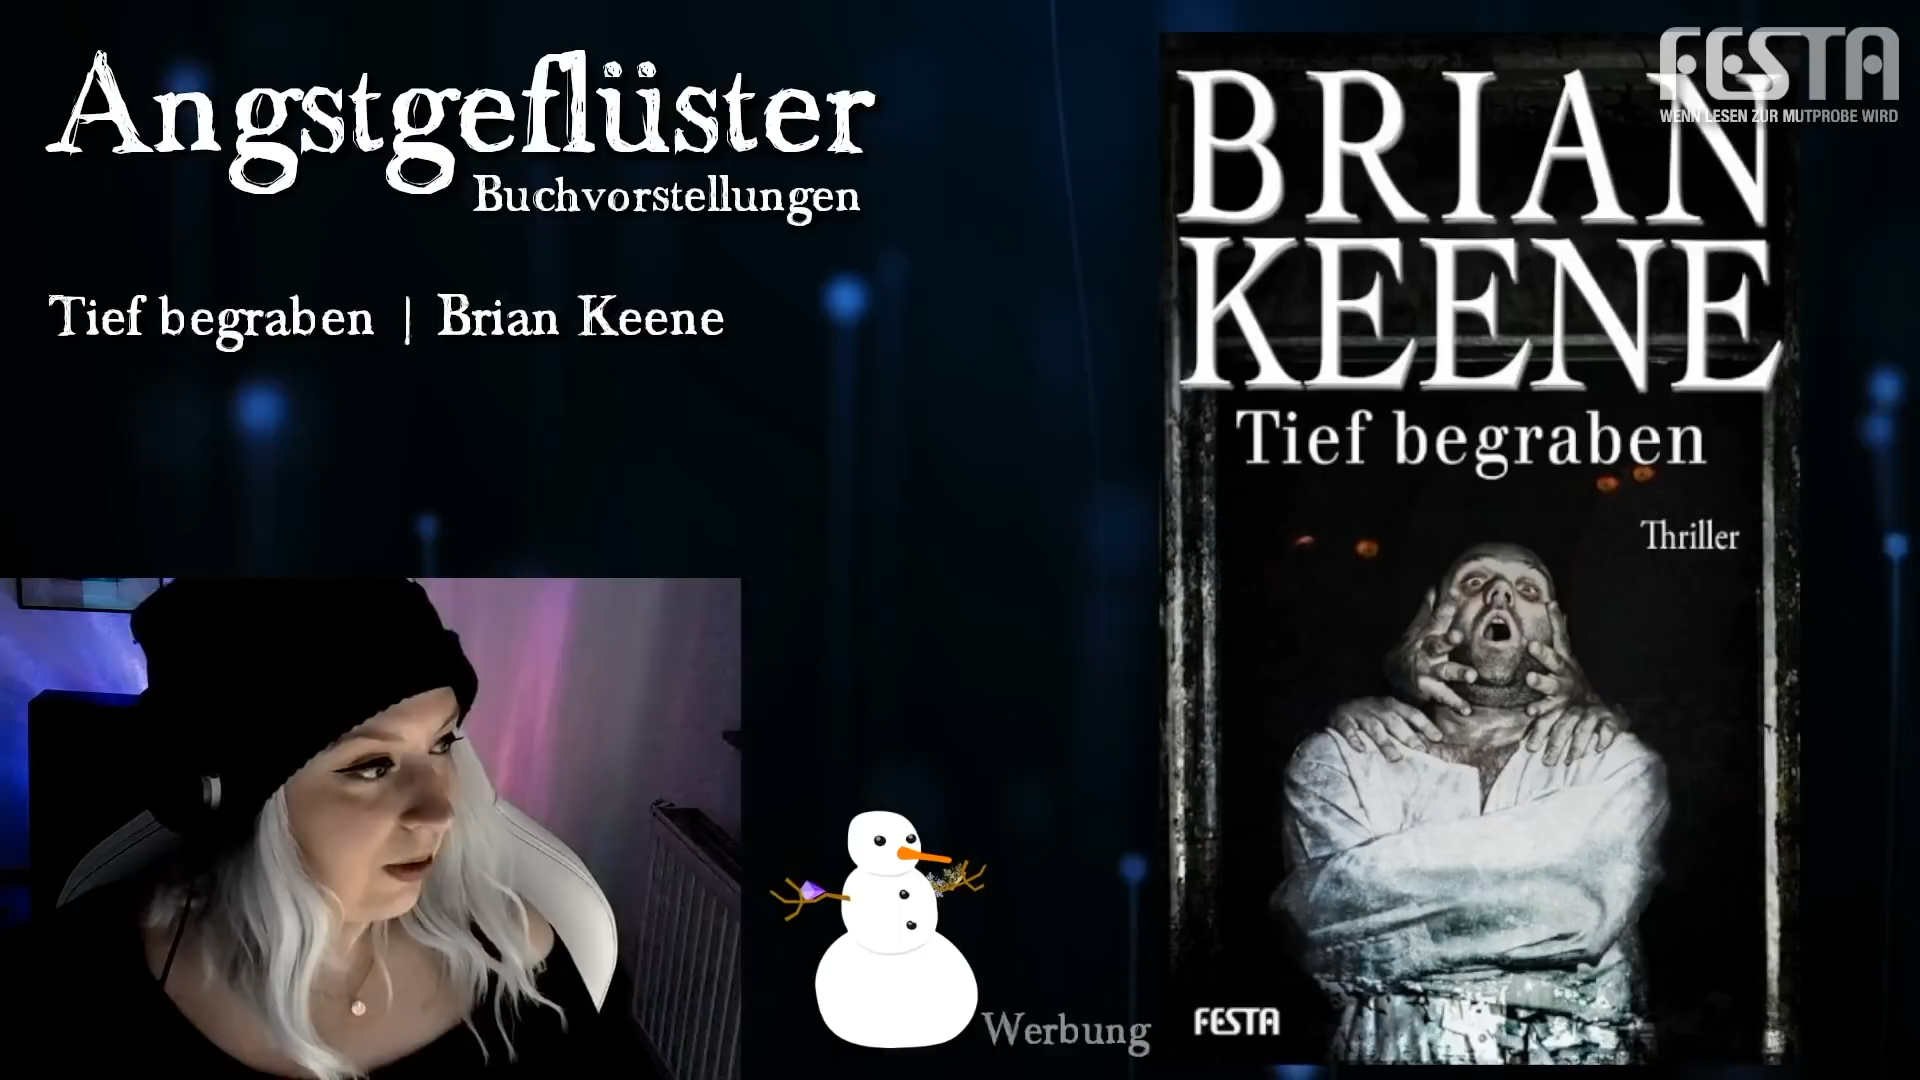 Angstgeflüster
Buchvorstellungen
Tief begraben | Brian Keene
FESTA
WENN LESEN ZUR MUTPROBE WIRD
BRIAN
KEENE
Tief begraben
Thriller
FESTA
Werbung